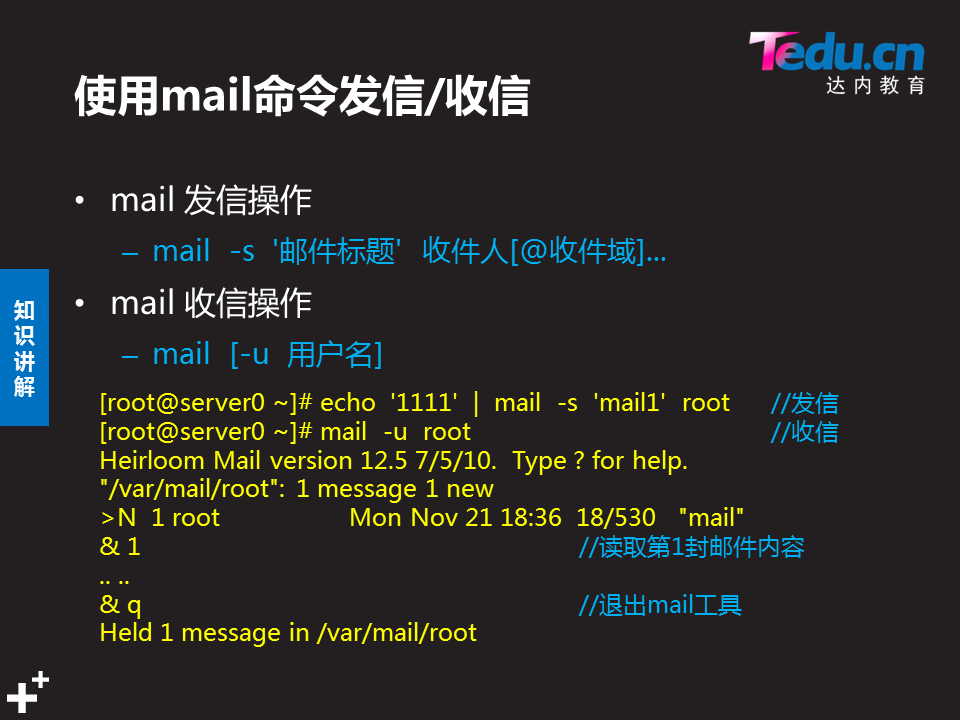 Tedu.cn
达内教育
使用mail命令发信/收信
• mail 发信操作
– mail -s '邮件标题' 收件人[@收件域]...
• mail 收信操作
– mail [-u 用户名]
知识讲解
[root@server0 ~]# echo '1111' | mail -s 'mail1' root //发信
[root@server0 ~]# mail -u root //收信
Heirloom Mail version 12.5 7/5/10. Type ? for help.
"/var/mail/root": 1 message 1 new
>N 1 root Mon Nov 21 18:36 18/530 "mail"
& 1 //读取第1封邮件内容
.. ..
& q //退出mail工具
Held 1 message in /var/mail/root